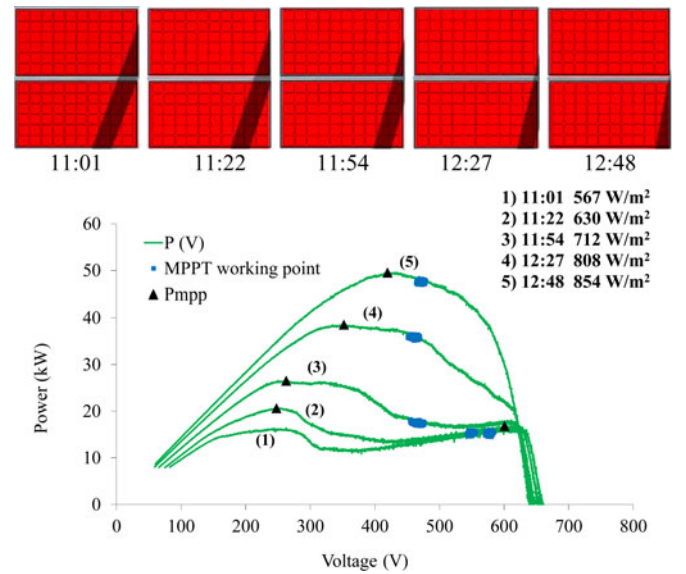 11:01 11:22 11:54 12:27 12:48
1) 11:01 567 W/m²
2) 11:22 630 W/m²
3) 11:54 712 W/m²
4) 12:27 808 W/m²
5) 12:48 854 W/m²
P (V)
MPPT working point
Pmpp
(5)
(4)
(3)
(2)
(1)
60
50
40
30
20
10
0
Power (kW)
0 100 200 300 400 500 600 700 800
Voltage (V)